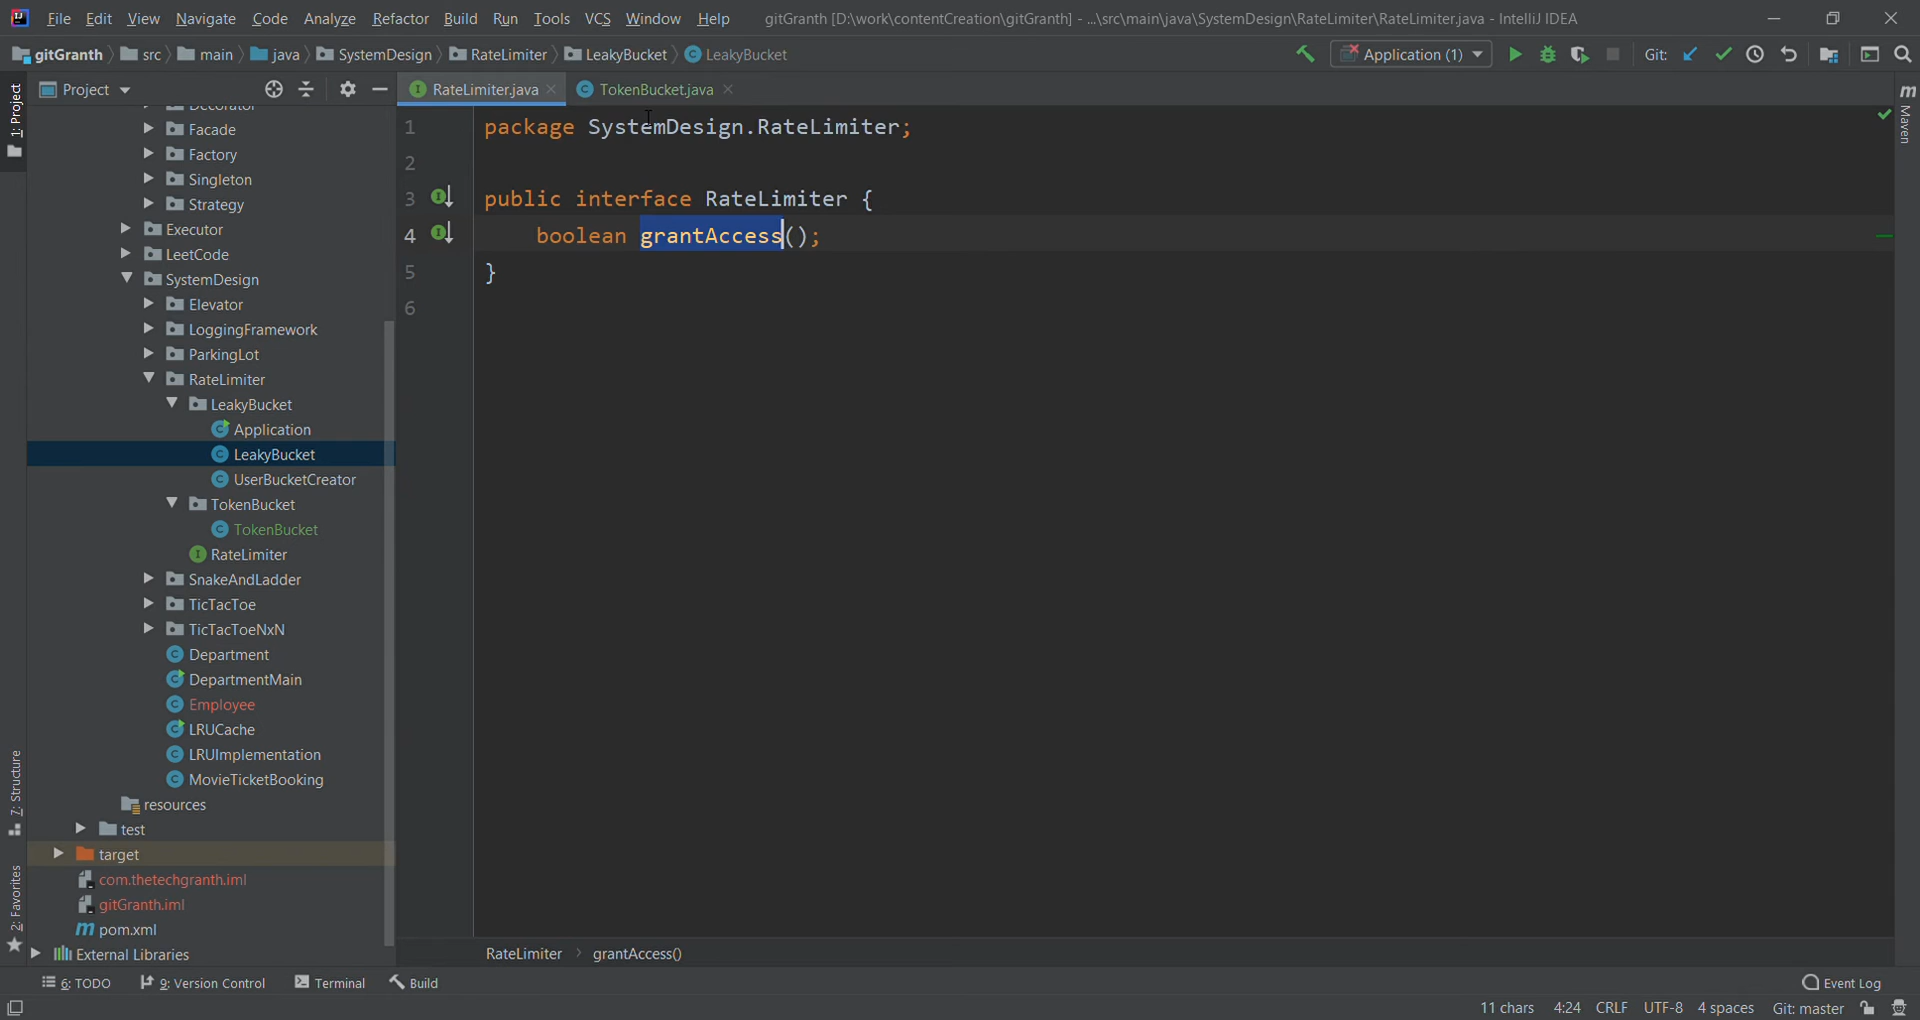 File Edit View Navigate Code Analyze Refactor Build Run Tools VCS Window Help gitGranth [D:\work\contentCreation\gitGranth] - ...\src\main\java\SystemDesign\RateLimiter\RateLimiter.java - IntelliJ IDEA
gitGranth src main java SystemDesign RateLimiter LeakyBucket LeakyBucket Application (1) Git:
Project
RateLimiter.java TokenBucket.java
1: Project
Decorator
Facade
Factory
Singleton
Strategy
Executor
LeetCode
SystemDesign
Elevator
LoggingFramework
ParkingLot
RateLimiter
LeakyBucket
Application
LeakyBucket
UserBucketCreator
TokenBucket
TokenBucket
RateLimiter
SnakeAndLadder
TicTacToe
TicTacToeNxN
Department
DepartmentMain
Employee
LRUCache
LRUImplementation
MovieTicketBooking
resources
test
target
com.thetechgranth.iml
gitGranth.iml
pom.xml
External Libraries
7: Structure
2: Favorites
1 package SystemDesign.RateLimiter;
2
3 public interface RateLimiter {
4 boolean grantAccess();
5 }
6
Maven
RateLimiter grantAccess()
6: TODO 9: Version Control Terminal Build Event Log
11 chars 4:24 CRLF UTF-8 4 spaces Git: master